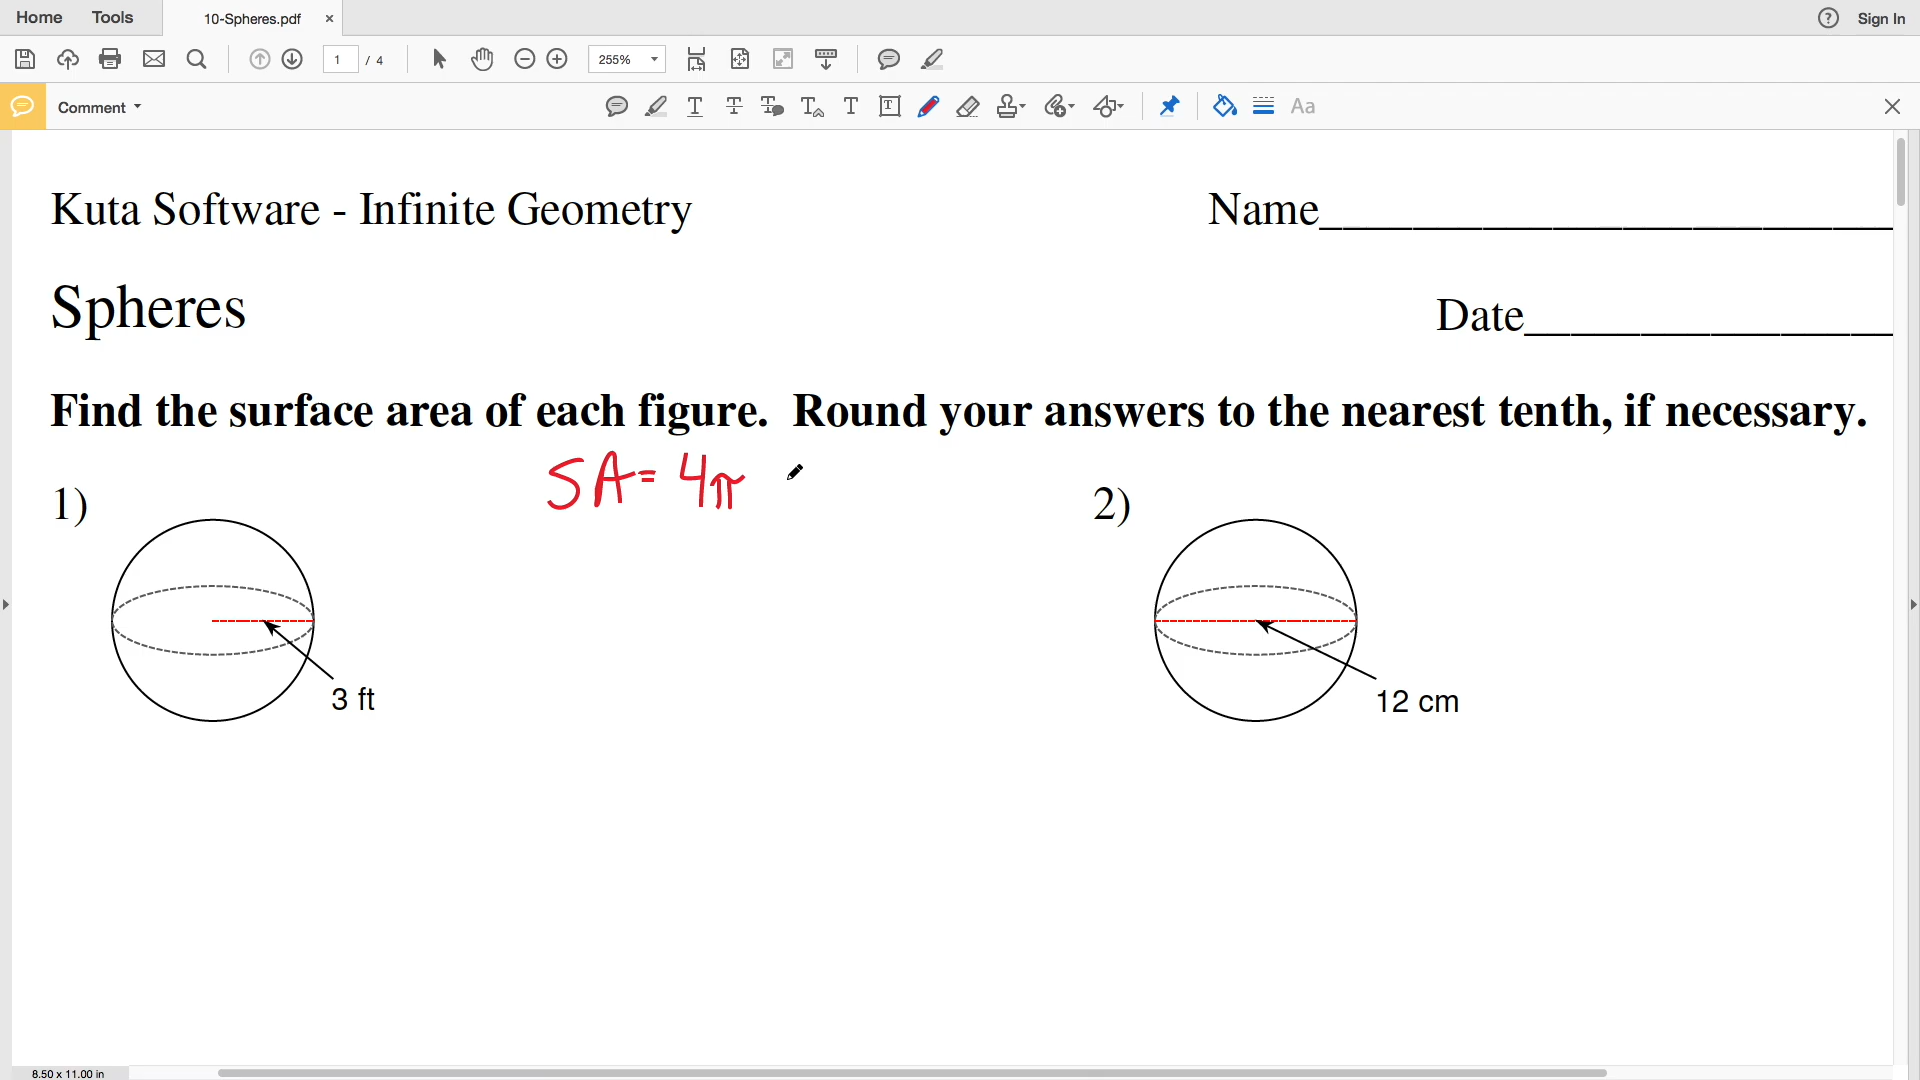 Home Tools 10-Spheres.pdf × Sign In
1 / 4 255%
Comment Aa
Kuta Software - Infinite Geometry Name
Spheres Date
Find the surface area of each figure. Round your answers to the nearest tenth, if necessary.
SA= 4π
1) 2)
3 ft 12 cm
8.50 x 11.00 in